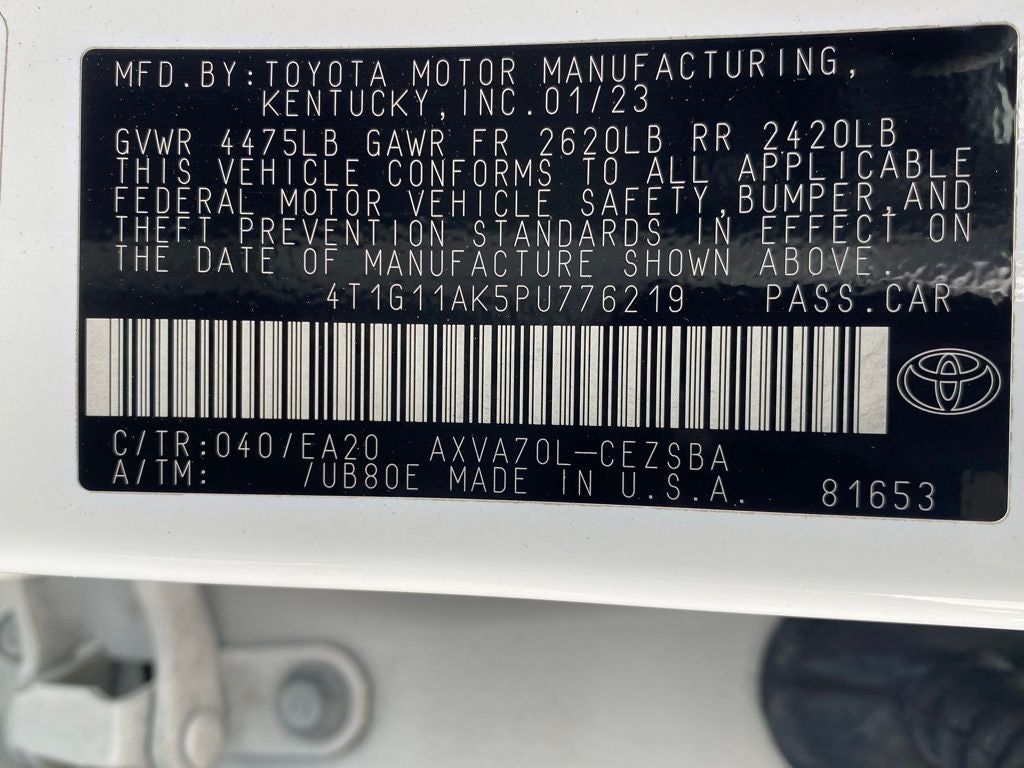 MFD.BY:TOYOTA MOTOR MANUFACTURING,
KENTUCKY,INC.01/23
GVWR 4475LB GAWR FR 2620LB RR 2420LB
THIS VEHICLE CONFORMS TO ALL APPLICABLE
FEDERAL MOTOR VEHICLE SAFETY,BUMPER,AND
THEFT PREVENTION STANDARDS IN EFFECT ON
THE DATE OF MANUFACTURE SHOWN ABOVE.
4T1G11AK5PU776219 PASS.CAR
C/TR:040/EA20 AXVA70L-CEZSBA
A/TM: /UB80E MADE IN U.S.A. 81653